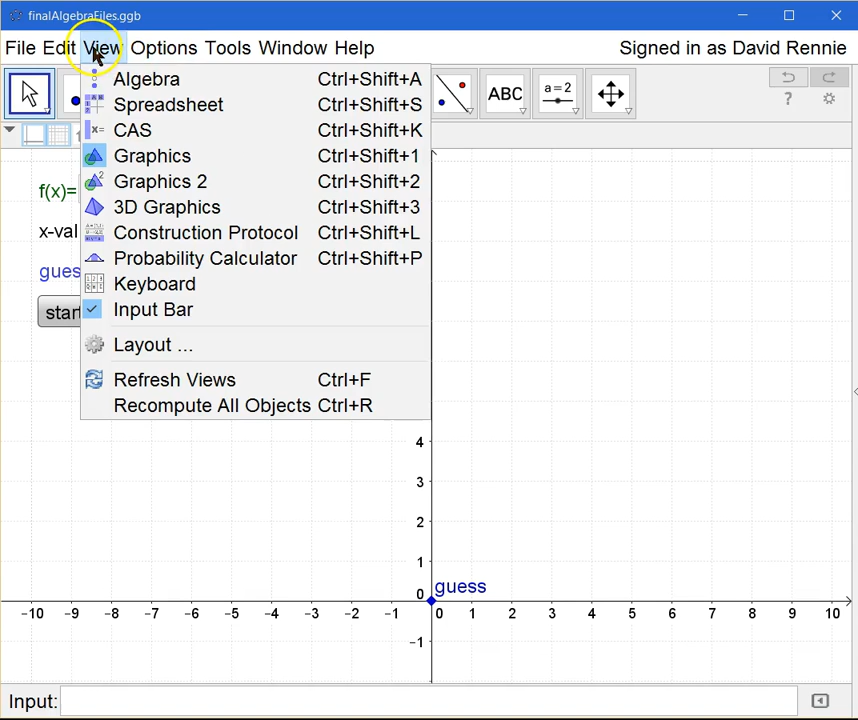 finalAlgebraFiles.ggb
File Edit View Options Tools Window Help Signed in as David Rennie
Algebra Ctrl+Shift+A
Spreadsheet Ctrl+Shift+S
CAS Ctrl+Shift+K
Graphics Ctrl+Shift+1
Graphics 2 Ctrl+Shift+2
3D Graphics Ctrl+Shift+3
Construction Protocol Ctrl+Shift+L
Probability Calculator Ctrl+Shift+P
Keyboard
Input Bar
Layout ...
Refresh Views Ctrl+F
Recompute All Objects Ctrl+R
ABC
a=2
?
f(x)=
x-val
gues
start
4
3
2
1
0
guess
-10 -9 -8 -7 -6 -5 -4 -3 -2 -1 0 1 2 3 4 5 6 7 8 9 10
-1
Input: